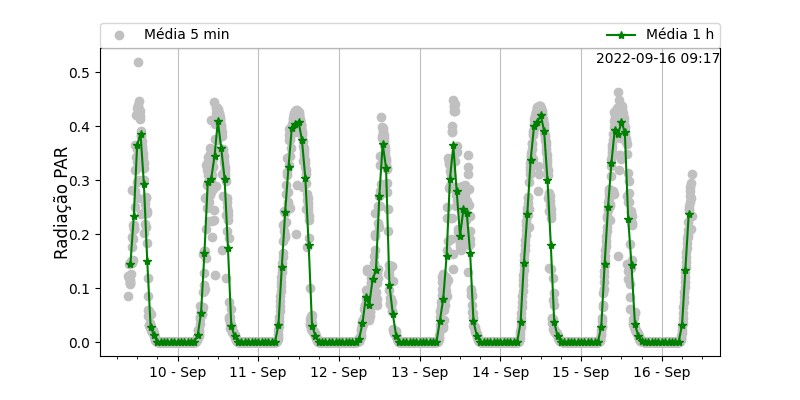 Média 5 min
Média 1 h
2022-09-16 09:17
Radiação PAR
0.5
0.4
0.3
0.2
0.1
0.0
10 - Sep
11 - Sep
12 - Sep
13 - Sep
14 - Sep
15 - Sep
16 - Sep